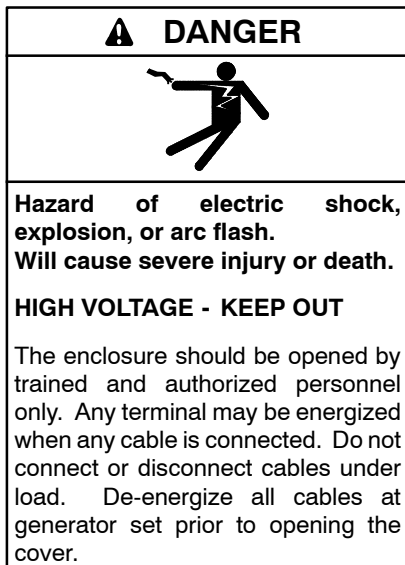 DANGER
Hazard of electric shock,
explosion, or arc flash.
Will cause severe injury or death.
HIGH VOLTAGE - KEEP OUT
The enclosure should be opened by
trained and authorized personnel
only. Any terminal may be energized
when any cable is connected. Do not
connect or disconnect cables under
load. De-energize all cables at
generator set prior to opening the
cover.